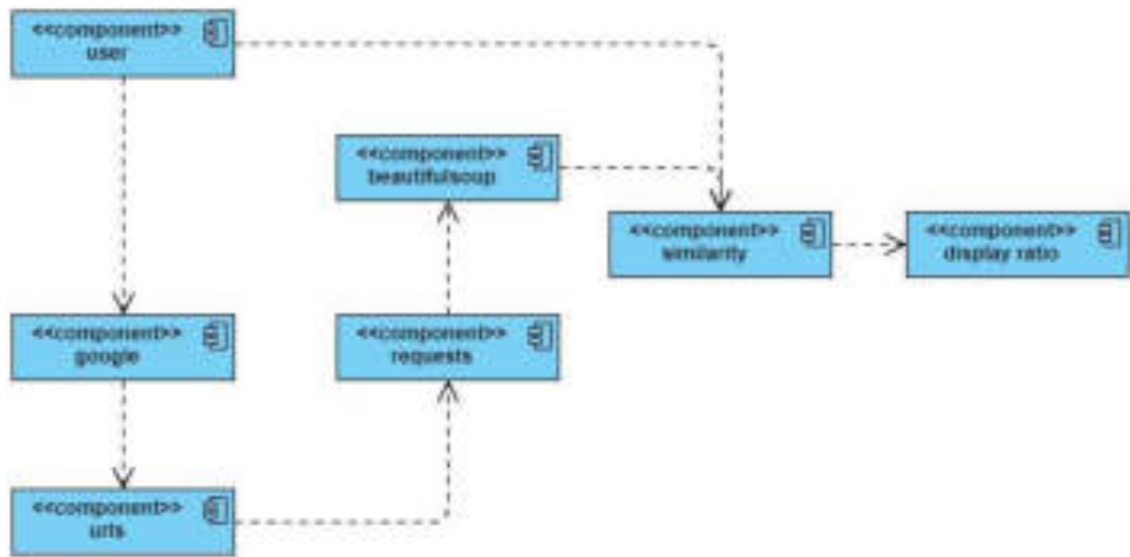 <<component>>
user
<<component>>
beautifulsoup
<<component>>
similarity
<<component>>
display ratio
<<component>>
google
<<component>>
requests
<<component>>
urls